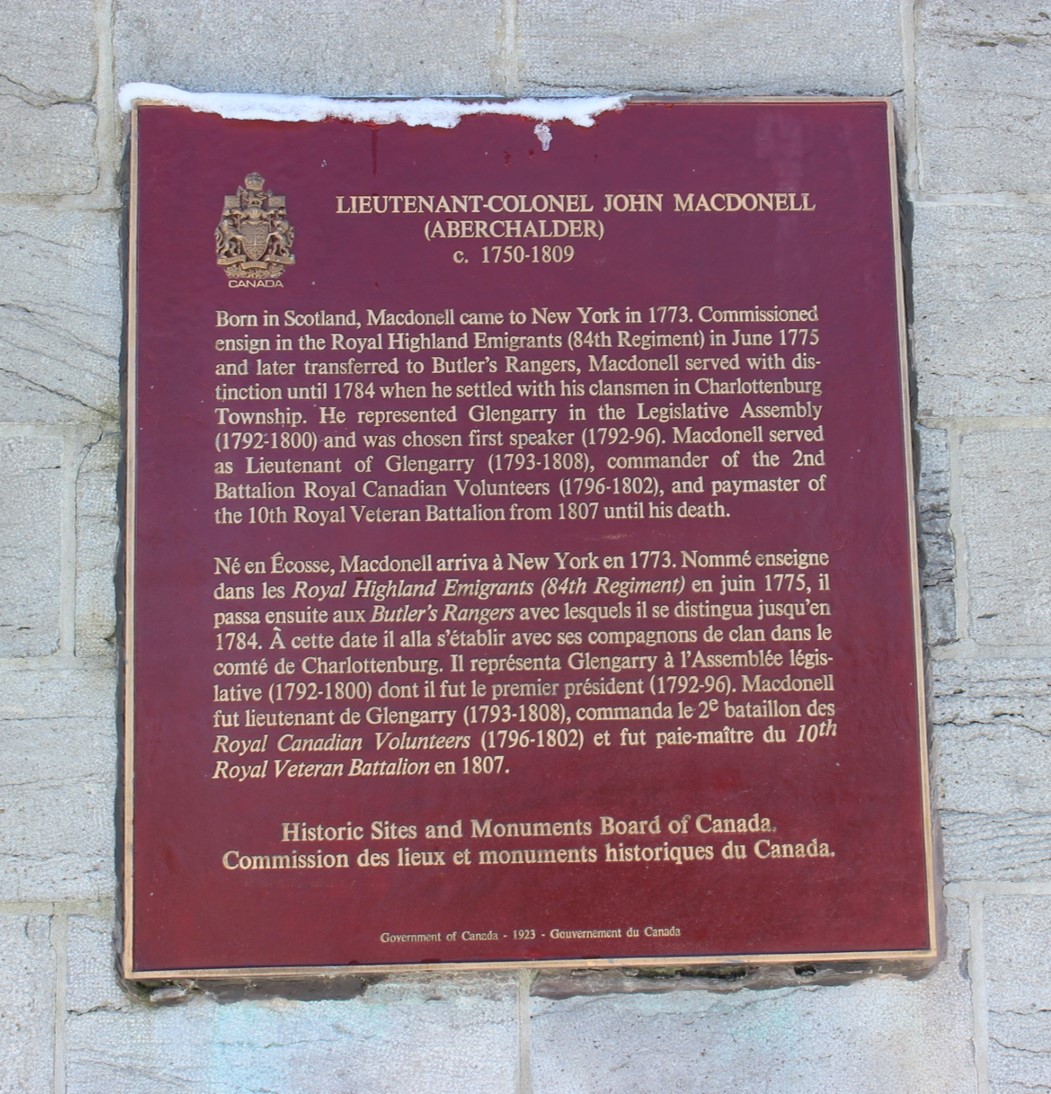 CANADA
LIEUTENANT-COLONEL JOHN MACDONELL
(ABERCHALDER)
c. 1750-1809
Born in Scotland, Macdonell came to New York in 1773. Commissioned
ensign in the Royal Highland Emigrants (84th Regiment) in June 1775
and later transferred to Butler's Rangers, Macdonell served with dis-
tinction until 1784 when he settled with his clansmen in Charlottenburg
Township. He represented Glengarry in the Legislative Assembly
(1792-1800) and was chosen first speaker (1792-96). Macdonell served
as Lieutenant of Glengarry (1793-1808), commander of the 2nd
Battalion Royal Canadian Volunteers (1796-1802), and paymaster of
the 10th Royal Veteran Battalion from 1807 until his death.
Né en Écosse, Macdonell arriva à New York en 1773. Nommé enseigne
dans les Royal Highland Emigrants (84th Regiment) en juin 1775, il
passa ensuite aux Butler's Rangers avec lesquels il se distingua jusqu'en
1784. À cette date il alla s'établir avec ses compagnons de clan dans le
comté de Charlottenburg. Il représenta Glengarry à l'Assemblée légis-
lative (1792-1800) dont il fut le premier président (1792-96). Macdonell
fut lieutenant de Glengarry (1793-1808), commanda le 2e bataillon des
Royal Canadian Volunteers (1796-1802) et fut paie-maître du 10th
Royal Veteran Battalion en 1807.
Historic Sites and Monuments Board of Canada.
Commission des lieux et monuments historiques du Canada.
Government of Canada - 1923 - Gouvernement du Canada